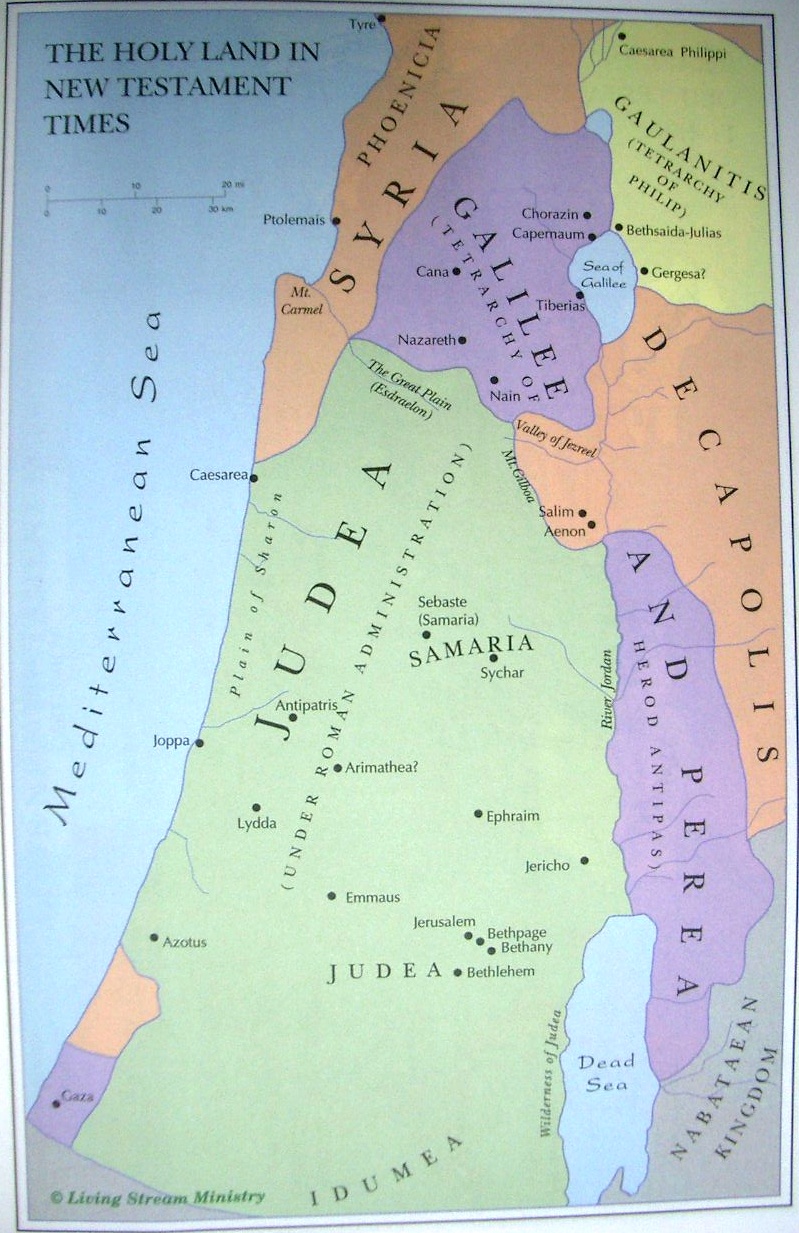 THE HOLY LAND IN
NEW TESTAMENT
TIMES
0 10 20 mi
0 10 20 30 km
Tyre
PHOENICIA
SYRIA
Caesarea Philippi
GAULANITIS
(TETRARCHY
OF
PHILIP)
Ptolemais
GALILEE
(TETRARCHY OF
Chorazin
Capernaum
Bethsaida-Julias
Cana
Sea of
Galilee
Gergesa?
Tiberias
Mt.
Carmel
Nazareth
Nain
The Great Plain
(Esdraelon)
DECAPOLIS
Valley of Jezreel
Mt. Gilboa
Mediterranean Sea
Caesarea
Salim
Aenon
Plain of Sharon
JUDEA
(UNDER ROMAN ADMINISTRATION)
AND PEREA
HEROD ANTIPAS)
Sebaste
(Samaria)
SAMARIA
Sychar
River Jordan
Antipatris
Joppa
Arimathea?
Lydda
Ephraim
Jericho
Emmaus
Jerusalem
Bethpage
Bethany
Azotus
JUDEA
Bethlehem
Wilderness of Judea
Dead
Sea
NABATAEAN
KINGDOM
Gaza
IDUMEA
© Living Stream Ministry